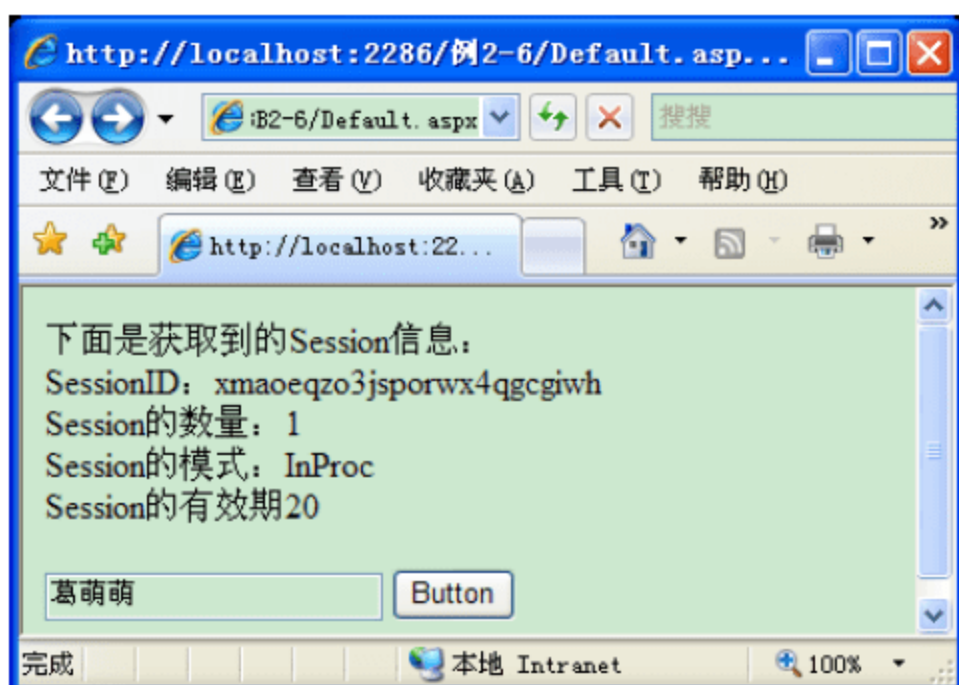 http://localhost:2286/例2-6/Default.asp...
:B2-6/Default.aspx
搜搜
文件(F) 编辑(E) 查看(V) 收藏夹(A) 工具(T) 帮助(H)
http://localhost:22...
»
下面是获取到的Session信息：
SessionID：xmaoeqzo3jsporwx4qgcgiwh
Session的数量：1
Session的模式：InProc
Session的有效期20
葛萌萌 Button
完成 本地 Intranet 100%